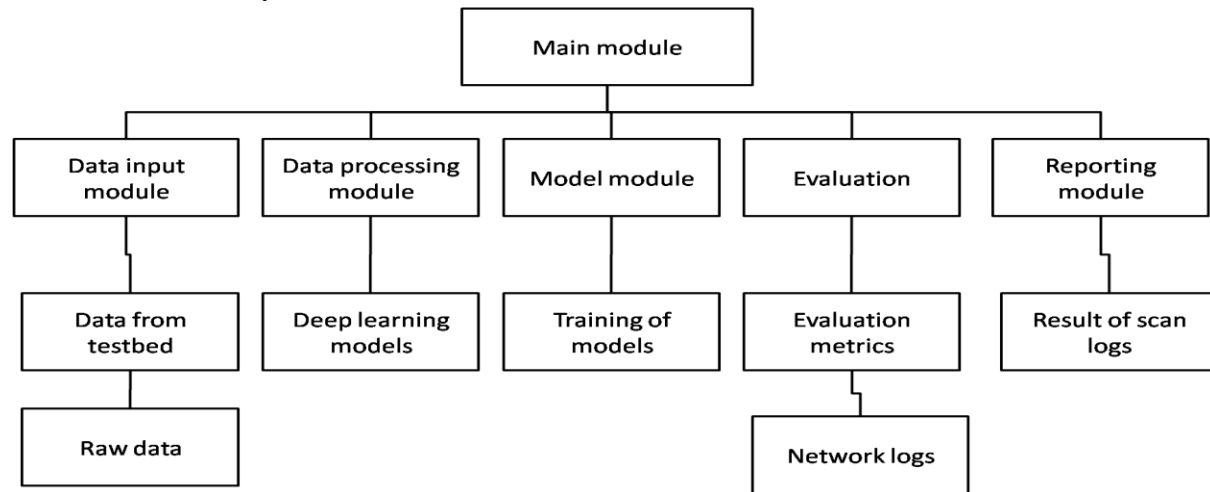 Main module
Data input
module
Data processing
module
Model module
Evaluation
Reporting
module
Data from
testbed
Deep learning
models
Training of
models
Evaluation
metrics
Result of scan
logs
Raw data
Network logs